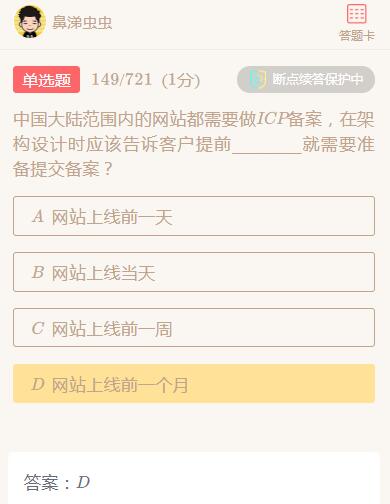 鼻涕虫虫
答题卡
单选题 149/721 (1分) 断点续答保护中
中国大陆范围内的网站都需要做ICP备案，在架
构设计时应该告诉客户提前________就需要准
备提交备案？
A 网站上线前一天
B 网站上线当天
C 网站上线前一周
D 网站上线前一个月
答案：D